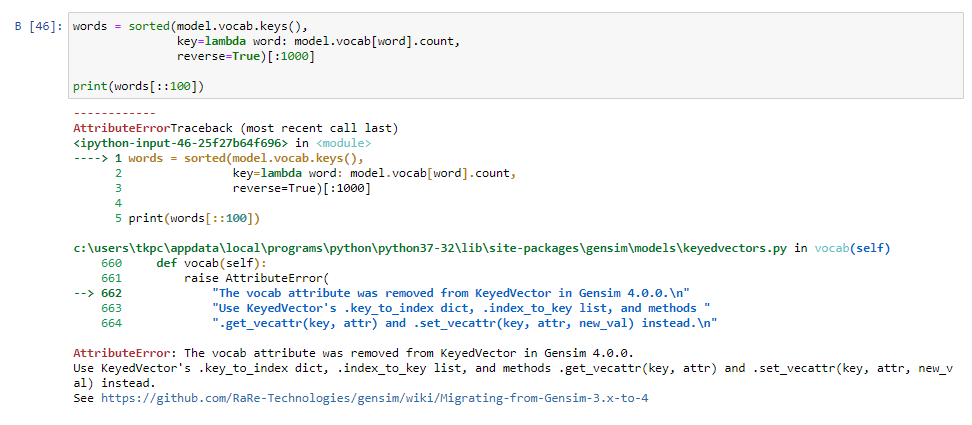 B [46]: words = sorted(model.vocab.keys(),
key=lambda word: model.vocab[word].count,
reverse=True)[:1000]
print(words[::100])
------------
AttributeErrorTraceback (most recent call last)
<ipython-input-46-25f27b64f696> in <module>
----> 1 words = sorted(model.vocab.keys(),
2 key=lambda word: model.vocab[word].count,
3 reverse=True)[:1000]
4
5 print(words[::100])
c:\users\tkpc\appdata\local\programs\python\python37-32\lib\site-packages\gensim\models\keyedvectors.py in vocab(self)
660 def vocab(self):
661 raise AttributeError(
--> 662 "The vocab attribute was removed from KeyedVector in Gensim 4.0.0.\n"
663 "Use KeyedVector's .key_to_index dict, .index_to_key list, and methods "
664 ".get_vecattr(key, attr) and .set_vecattr(key, attr, new_val) instead.\n"
AttributeError: The vocab attribute was removed from KeyedVector in Gensim 4.0.0.
Use KeyedVector's .key_to_index dict, .index_to_key list, and methods .get_vecattr(key, attr) and .set_vecattr(key, attr, new_v
al) instead.
See https://github.com/RaRe-Technologies/gensim/wiki/Migrating-from-Gensim-3.x-to-4